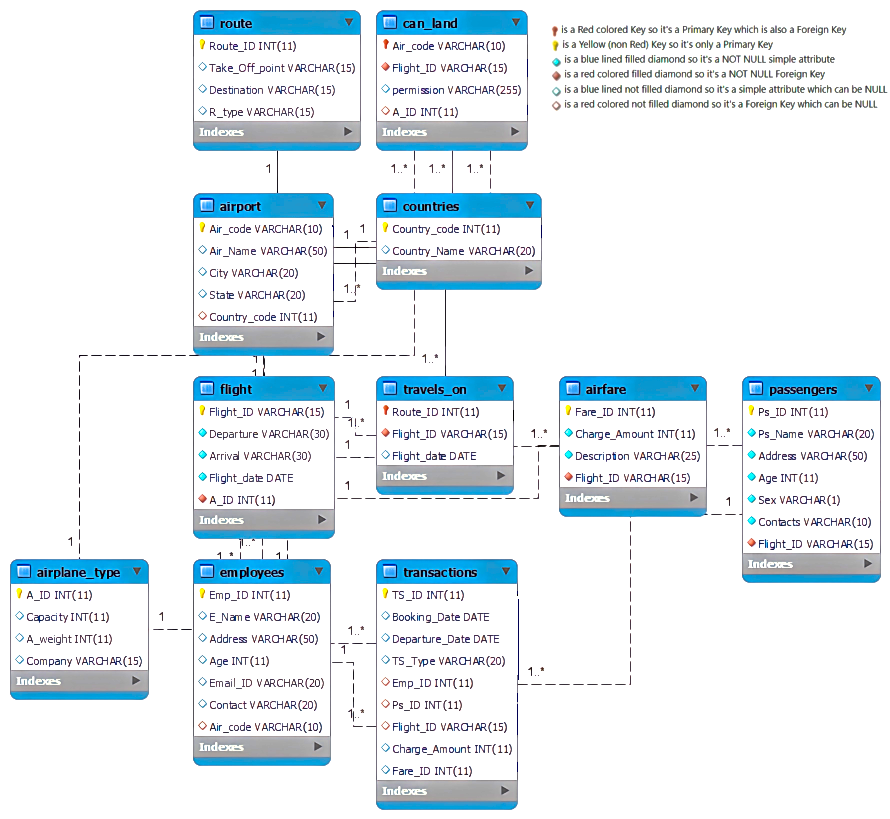 route
Route_ID INT(11)
Take_Off_point VARCHAR(15)
Destination VARCHAR(15)
R_type VARCHAR(15)
Indexes
can_land
Air_code VARCHAR(10)
Flight_ID VARCHAR(15)
permission VARCHAR(255)
A_ID INT(11)
Indexes
is a Red colored Key so it's a Primary Key which is also a Foreign Key
is a Yellow (non Red) Key so it's only a Primary Key
is a blue lined filled diamond so it's a NOT NULL simple attribute
is a red colored filled diamond so it's a NOT NULL Foreign Key
is a blue lined not filled diamond so it's a simple attribute which can be NULL
is a red colored not filled diamond so it's a Foreign Key which can be NULL
1
1..*
1..*
1..*
airport
Air_code VARCHAR(10)
Air_Name VARCHAR(50)
City VARCHAR(20)
State VARCHAR(20)
Country_code INT(11)
Indexes
1
1
1..*
countries
Country_code INT(11)
Country_Name VARCHAR(20)
Indexes
1..*
1
1
flight
Flight_ID VARCHAR(15)
Departure VARCHAR(30)
Arrival VARCHAR(30)
Flight_date DATE
A_ID INT(11)
Indexes
1
1..*
1
1
travels_on
Route_ID INT(11)
Flight_ID VARCHAR(15)
Flight_date DATE
Indexes
1..*
airfare
Fare_ID INT(11)
Charge_Amount INT(11)
Description VARCHAR(25)
Flight_ID VARCHAR(15)
Indexes
1..*
1
passengers
Ps_ID INT(11)
Ps_Name VARCHAR(20)
Address VARCHAR(50)
Age INT(11)
Sex VARCHAR(1)
Contacts VARCHAR(10)
Flight_ID VARCHAR(15)
Indexes
1
1..*
1..*
1
airplane_type
A_ID INT(11)
Capacity INT(11)
A_weight INT(11)
Company VARCHAR(15)
Indexes
1
employees
Emp_ID INT(11)
E_Name VARCHAR(20)
Address VARCHAR(50)
Age INT(11)
Email_ID VARCHAR(20)
Contact VARCHAR(20)
Air_code VARCHAR(10)
Indexes
1..*
1
1..*
transactions
TS_ID INT(11)
Booking_Date DATE
Departure_Date DATE
TS_Type VARCHAR(20)
Emp_ID INT(11)
Ps_ID INT(11)
Flight_ID VARCHAR(15)
Charge_Amount INT(11)
Fare_ID INT(11)
Indexes
1..*